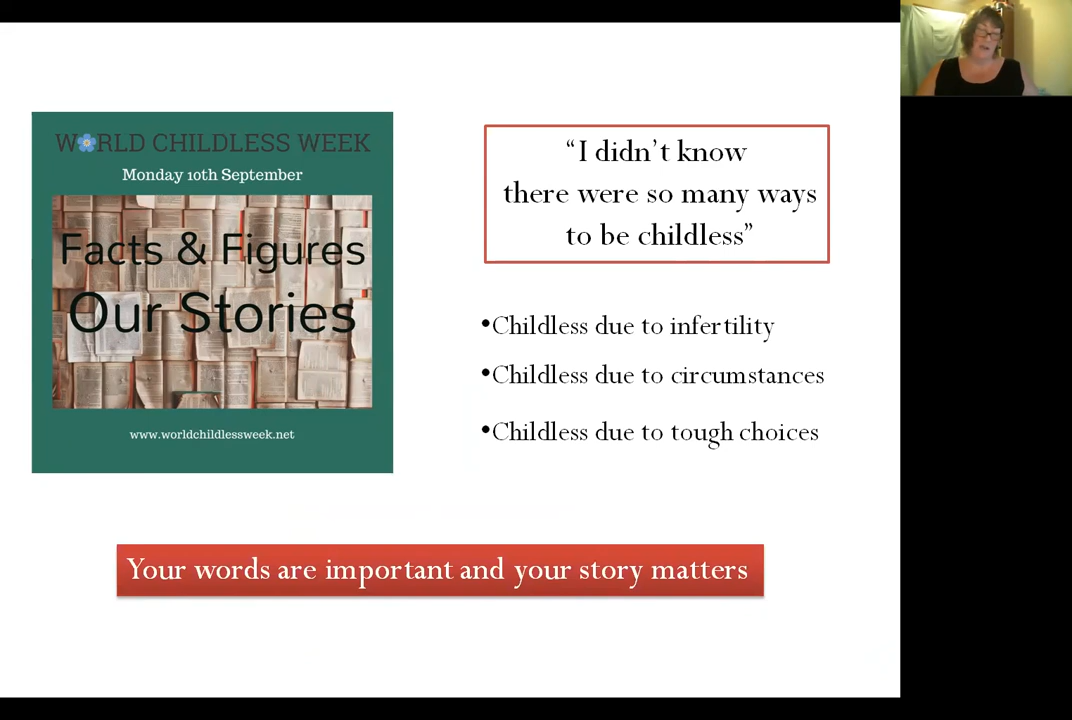 WORLD CHILDLESS WEEK
Monday 10th September
Facts & Figures
Our Stories
www.worldchildlessweek.net
“I didn’t know
there were so many ways
to be childless”
•Childless due to infertility
•Childless due to circumstances
•Childless due to tough choices
Your words are important and your story matters